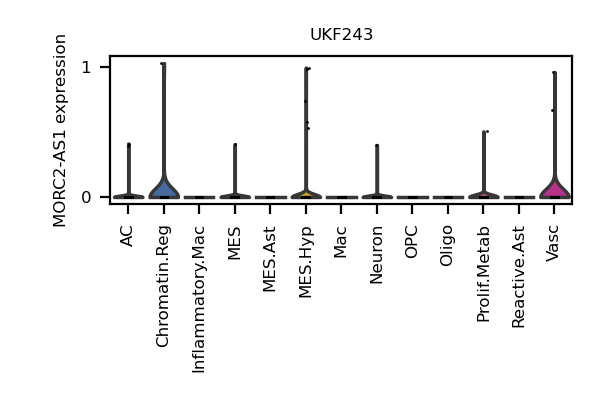 UKF243
MORC2-AS1 expression
1
0
AC
Chromatin.Reg
Inflammatory.Mac
MES
MES.Ast
MES.Hyp
Mac
Neuron
OPC
Oligo
Prolif.Metab
Reactive.Ast
Vasc